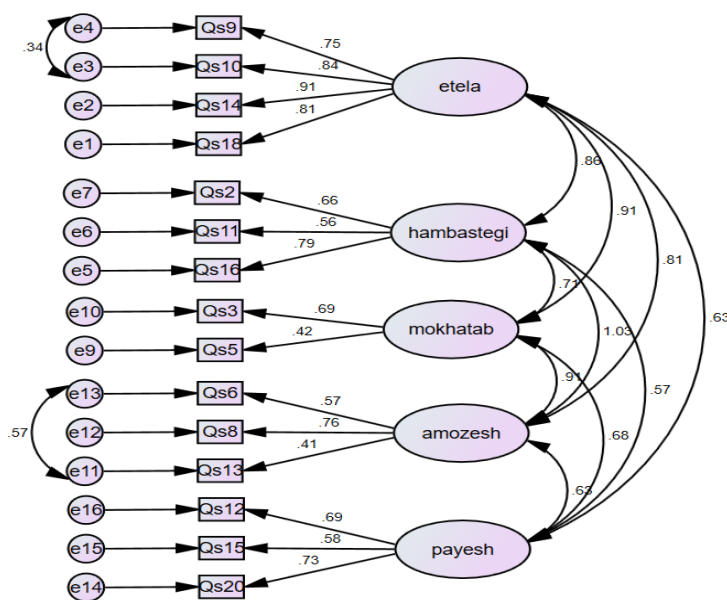 e4 Qs9 .75
.34 e3 Qs10 .84 etela
e2 Qs14 .91
e1 Qs18 .81
.86
e7 Qs2 .66
.91
e6 Qs11 .56 hambastegi
.81
e5 Qs16 .79
.71
.63
e10 Qs3 .69
mokhatab 1.03
e9 Qs5 .42
.57
.91
e13 Qs6 .57
.57 e12 Qs8 .76 amozesh .68
e11 Qs13 .41
.63
e16 Qs12 .69
e15 Qs15 .58 payesh
e14 Qs20 .73